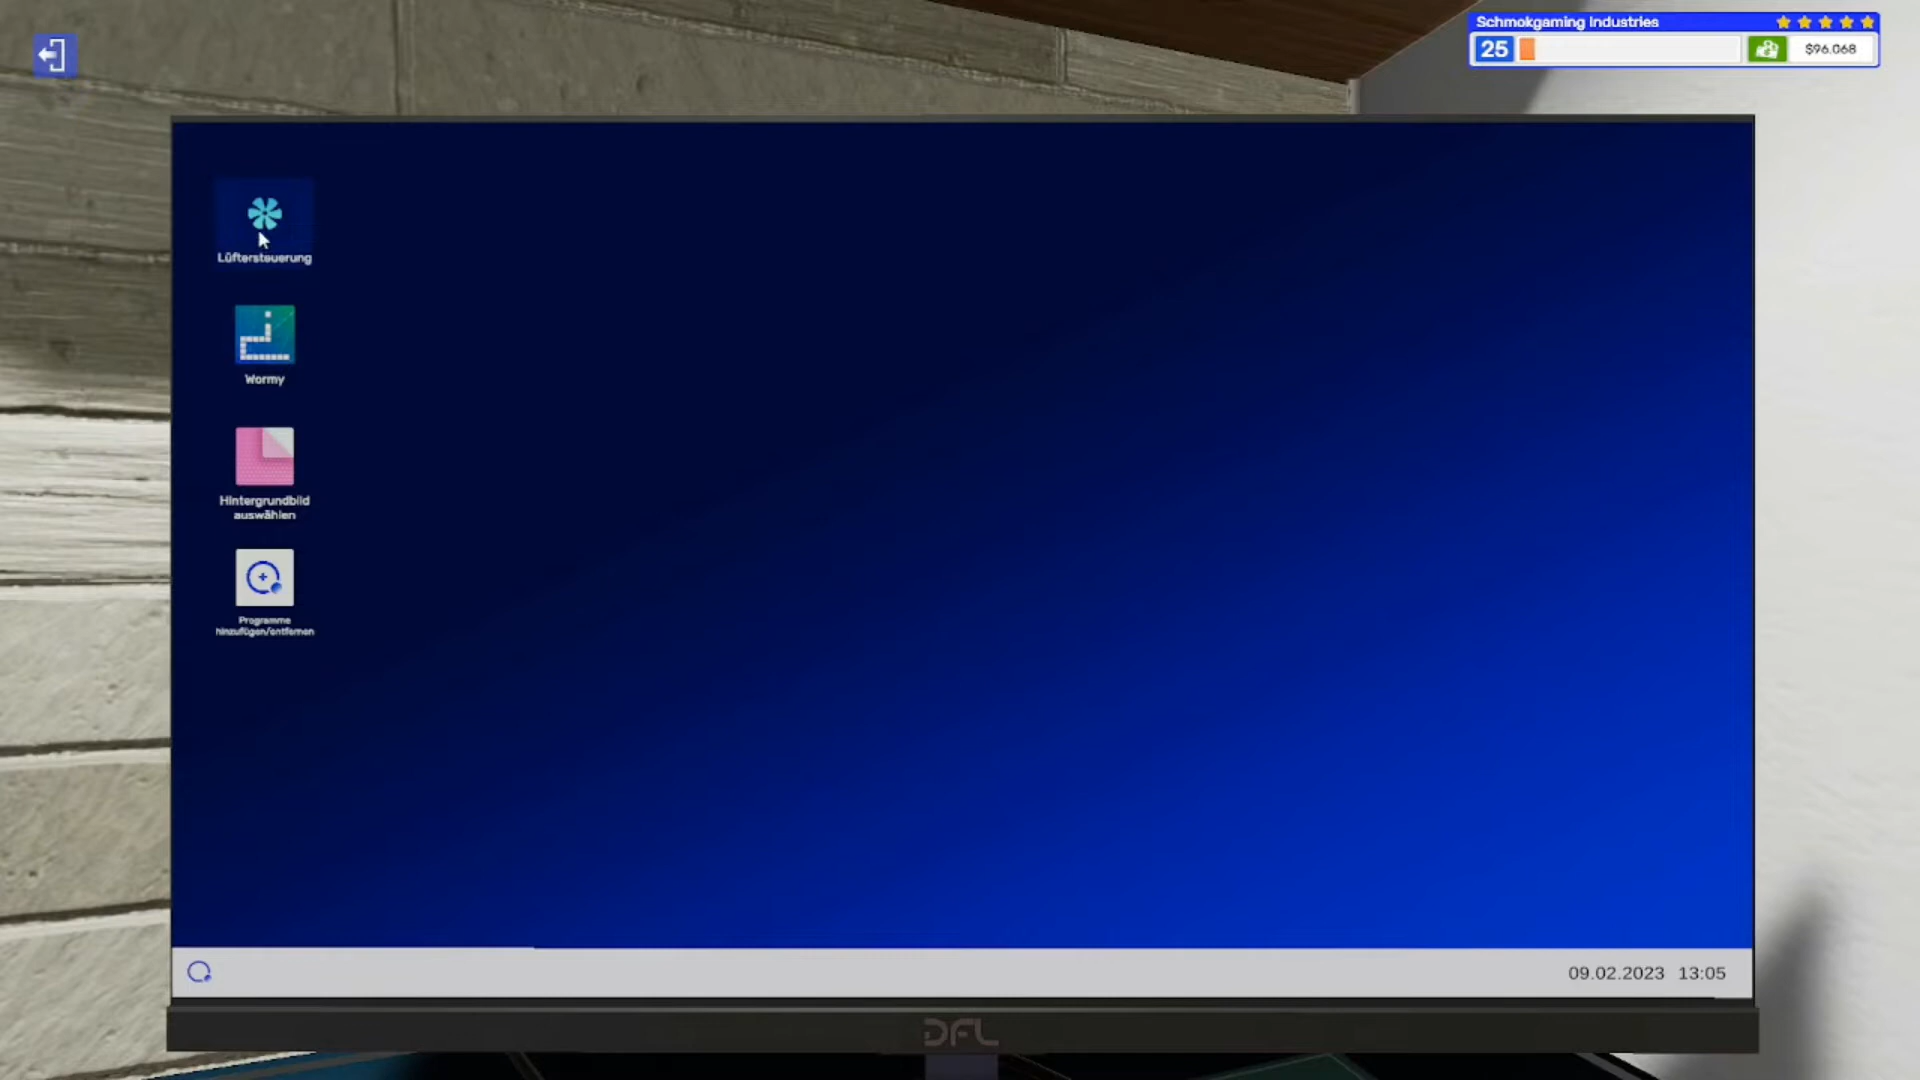 Schmokgaming Industries
25
$96.068
Lüftersteuerung
Wormy
Hintergrundbild
auswählen
Programme
hinzufügen/entfernen
09.02.2023 13:05
DFL